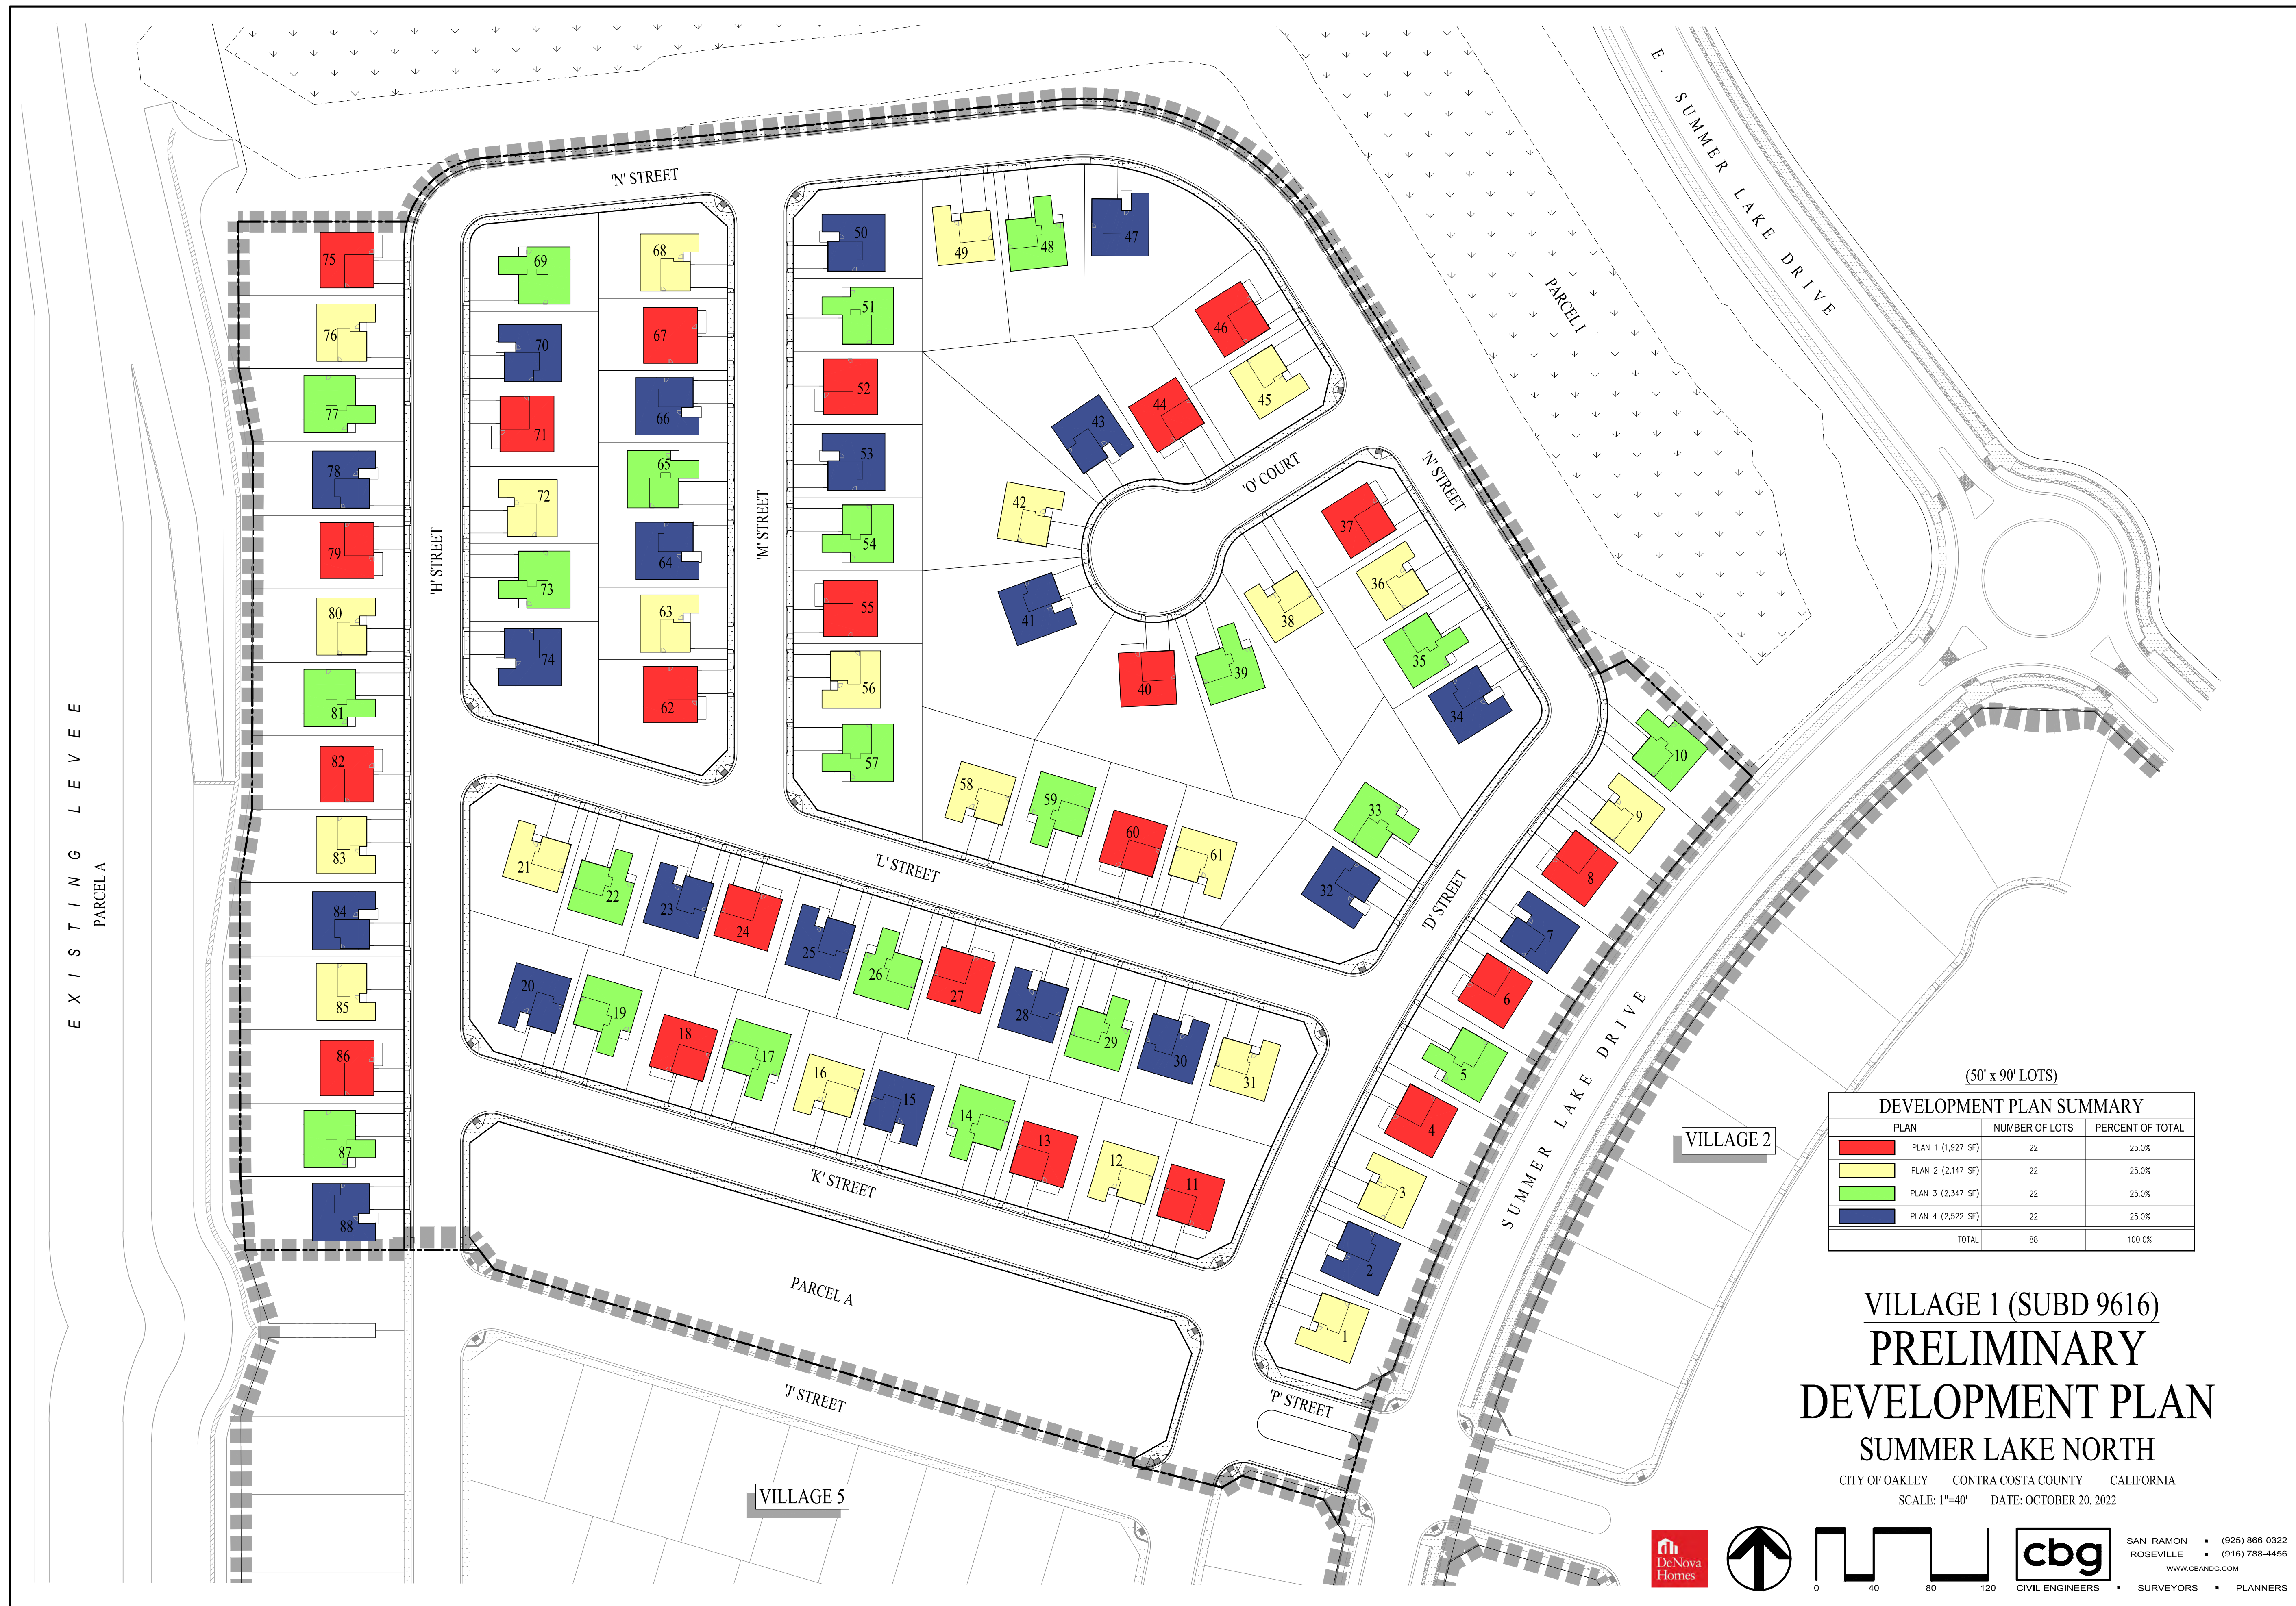 E. SUMMER LAKE DRIVE
'N' STREET
PARCEL I
75
76
77
78
79
80
81
82
83
84
85
86
87
88
69
70
71
72
73
74
68
67
66
65
64
63
62
50
51
52
53
54
55
56
57
49
48
47
46
45
44
43
42
41
40
39
38
37
36
35
34
33
32
58
59
60
61
10
9
8
7
6
5
4
3
2
1
21
22
23
24
25
26
27
28
29
30
31
20
19
18
17
16
15
14
13
12
11
'H' STREET
'M' STREET
'O' COURT
'N' STREET
'L' STREET
'D' STREET
'K' STREET
PARCEL A
'J' STREET
'P' STREET
SUMMER LAKE DRIVE
EXISTING LEVEE
PARCEL A
VILLAGE 5
VILLAGE 2
(50' x 90' LOTS)
DEVELOPMENT PLAN SUMMARY
PLAN NUMBER OF LOTS PERCENT OF TOTAL
PLAN 1 (1,927 SF) 22 25.0%
PLAN 2 (2,147 SF) 22 25.0%
PLAN 3 (2,347 SF) 22 25.0%
PLAN 4 (2,522 SF) 22 25.0%
TOTAL 88 100.0%
VILLAGE 1 (SUBD 9616)
PRELIMINARY
DEVELOPMENT PLAN
SUMMER LAKE NORTH
CITY OF OAKLEY CONTRA COSTA COUNTY CALIFORNIA
SCALE: 1"=40' DATE: OCTOBER 20, 2022
DeNova
Homes
0 40 80 120
cbg
CIVIL ENGINEERS ▪ SURVEYORS ▪ PLANNERS
SAN RAMON ▪ (925) 866-0322
ROSEVILLE ▪ (916) 788-4456
WWW.CBANDG.COM